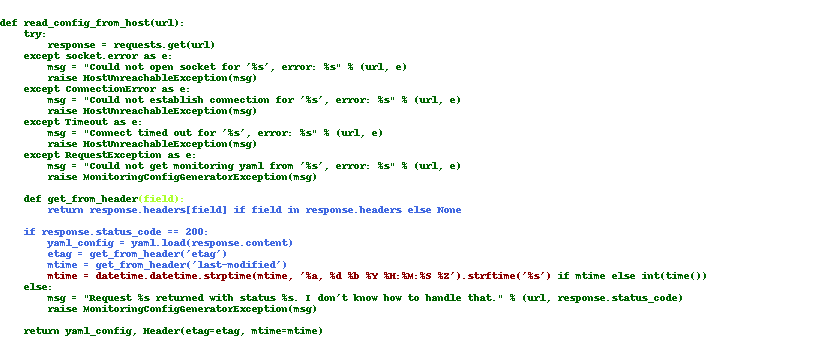 def read_config_from_host(url):
    try:
        response = requests.get(url)
    except socket.error as e:
        msg = "Could not open socket for '%s', error: %s" % (url, e)
        raise HostUnreachableException(msg)
    except ConnectionError as e:
        msg = "Could not establish connection for '%s', error: %s" % (url, e)
        raise HostUnreachableException(msg)
    except Timeout as e:
        msg = "Connect timed out for '%s', error: %s" % (url, e)
        raise HostUnreachableException(msg)
    except RequestException as e:
        msg = "Could not get monitoring yaml from '%s', error: %s" % (url, e)
        raise MonitoringConfigGeneratorException(msg)

    def get_from_header(field):
        return response.headers[field] if field in response.headers else None

    if response.status_code == 200:
        yaml_config = yaml.load(response.content)
        etag = get_from_header('etag')
        mtime = get_from_header('last-modified')
        mtime = datetime.datetime.strptime(mtime, '%a, %d %b %Y %H:%M:%S %Z').strftime('%s') if mtime else int(time())
    else:
        msg = "Request %s returned with status %s. I don't know how to handle that." % (url, response.status_code)
        raise MonitoringConfigGeneratorException(msg)

    return yaml_config, Header(etag=etag, mtime=mtime)